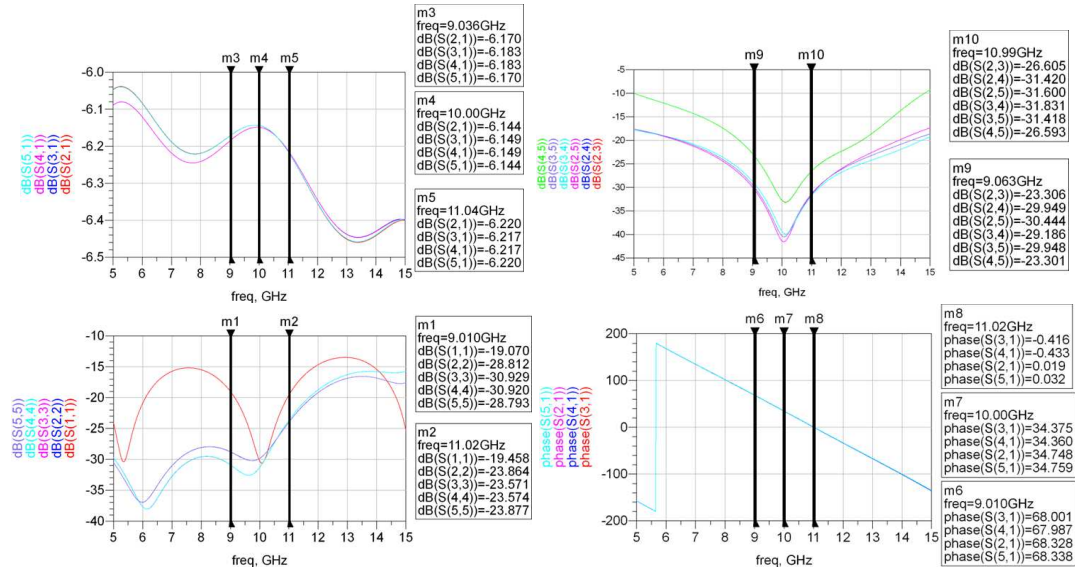 m3
freq=9.036GHz
dB(S(2,1))=-6.170
dB(S(3,1))=-6.183
dB(S(4,1))=-6.183
dB(S(5,1))=-6.170
m4
freq=10.00GHz
dB(S(2,1))=-6.144
dB(S(3,1))=-6.149
dB(S(4,1))=-6.149
dB(S(5,1))=-6.144
m5
freq=11.04GHz
dB(S(2,1))=-6.220
dB(S(3,1))=-6.217
dB(S(4,1))=-6.217
dB(S(5,1))=-6.220
m3 m4 m5
-6.0
-6.1
-6.2
-6.3
-6.4
-6.5
dB(S(5,1))
dB(S(4,1))
dB(S(3,1))
dB(S(2,1))
5 6 7 8 9 10 11 12 13 14 15
freq, GHz
m9 m10
-5
-10
-15
-20
-25
-30
-35
-40
-45
dB(S(4,5))
dB(S(3,5))
dB(S(3,4))
dB(S(2,5))
dB(S(2,4))
dB(S(2,3))
5 6 7 8 9 10 11 12 13 14 15
freq, GHz
m10
freq=10.99GHz
dB(S(2,3))=-26.605
dB(S(2,4))=-31.420
dB(S(2,5))=-31.600
dB(S(3,4))=-31.831
dB(S(3,5))=-31.418
dB(S(4,5))=-26.593
m9
freq=9.063GHz
dB(S(2,3))=-23.306
dB(S(2,4))=-29.949
dB(S(2,5))=-30.444
dB(S(3,4))=-29.186
dB(S(3,5))=-29.948
dB(S(4,5))=-23.301
m1 m2
-10
-15
-20
-25
-30
-35
-40
dB(S(5,5))
dB(S(4,4))
dB(S(3,3))
dB(S(2,2))
dB(S(1,1))
5 6 7 8 9 10 11 12 13 14 15
freq, GHz
m1
freq=9.010GHz
dB(S(1,1))=-19.070
dB(S(2,2))=-28.812
dB(S(3,3))=-30.929
dB(S(4,4))=-30.920
dB(S(5,5))=-28.793
m2
freq=11.02GHz
dB(S(1,1))=-19.458
dB(S(2,2))=-23.864
dB(S(3,3))=-23.571
dB(S(4,4))=-23.574
dB(S(5,5))=-23.877
m6 m7 m8
200
100
0
-100
-200
phase(S(5,1))
phase(S(2,1))
phase(S(4,1))
phase(S(3,1))
5 6 7 8 9 10 11 12 13 14 15
freq, GHz
m8
freq=11.02GHz
phase(S(3,1))=-0.416
phase(S(4,1))=-0.433
phase(S(2,1))=0.019
phase(S(5,1))=0.032
m7
freq=10.00GHz
phase(S(3,1))=34.375
phase(S(4,1))=34.360
phase(S(2,1))=34.748
phase(S(5,1))=34.759
m6
freq=9.010GHz
phase(S(3,1))=68.001
phase(S(4,1))=67.987
phase(S(2,1))=68.328
phase(S(5,1))=68.338